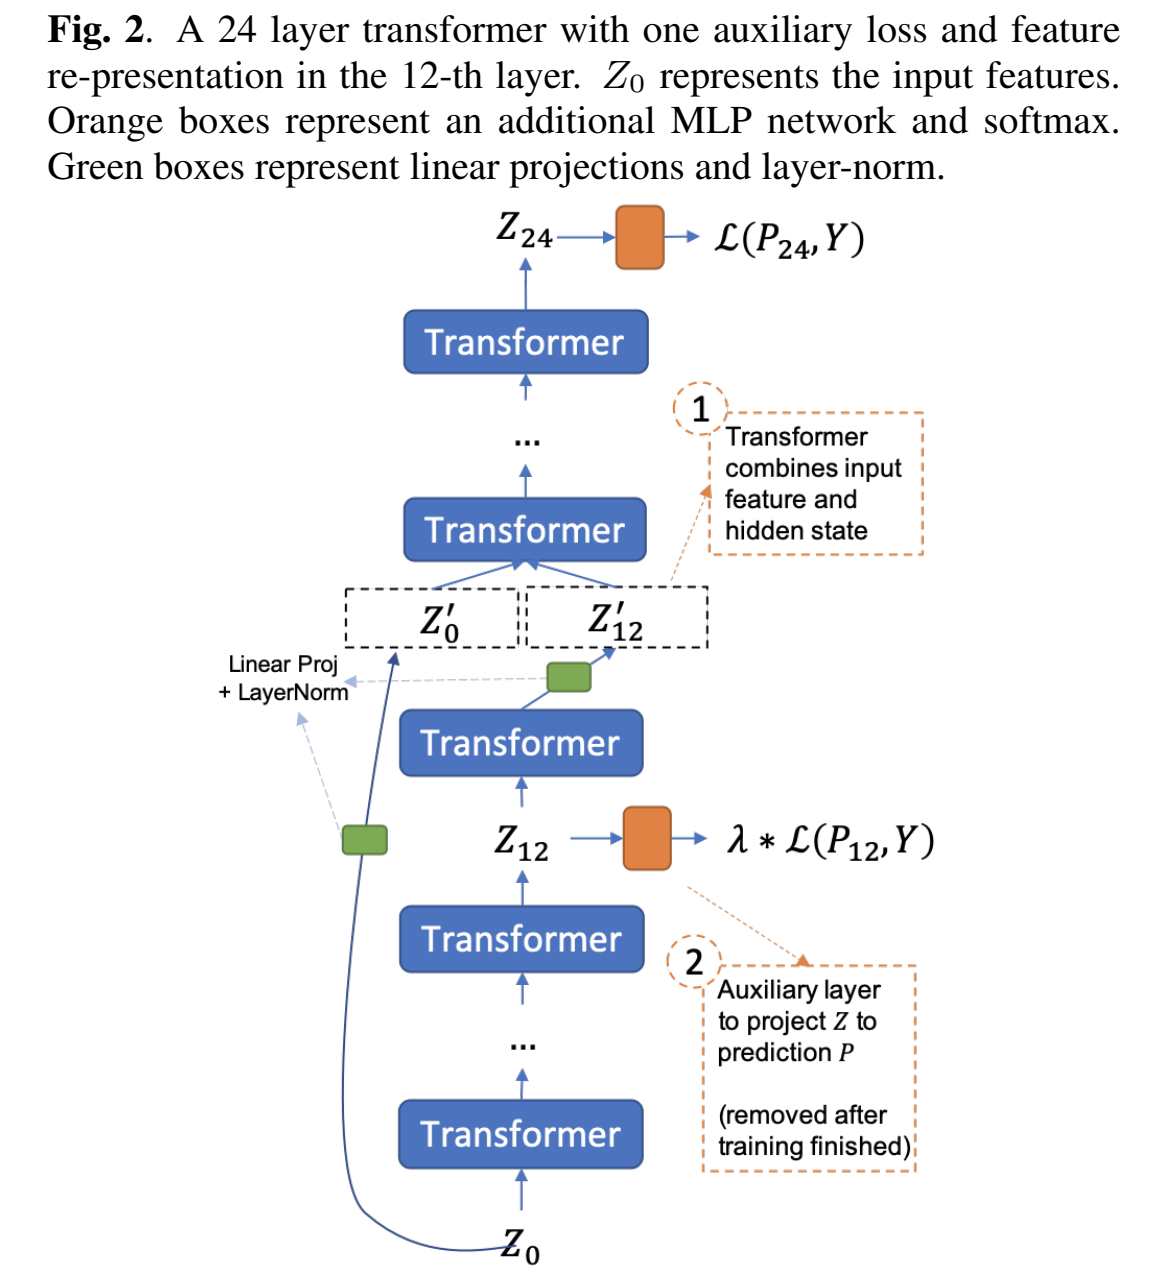 Fig. 2. A 24 layer transformer with one auxiliary loss and feature
re-presentation in the 12-th layer. Z₀ represents the input features.
Orange boxes represent an additional MLP network and softmax.
Green boxes represent linear projections and layer-norm.
Z₂₄ ℒ(P₂₄, Y)
Transformer
1
Transformer
combines input
feature and
hidden state
...
Transformer
Z′₀ Z′₁₂
Linear Proj
+ LayerNorm
Transformer
Z₁₂ λ ∗ ℒ(P₁₂, Y)
Transformer
2
Auxiliary layer
to project Z to
prediction P
(removed after
training finished)
...
Transformer
Z₀